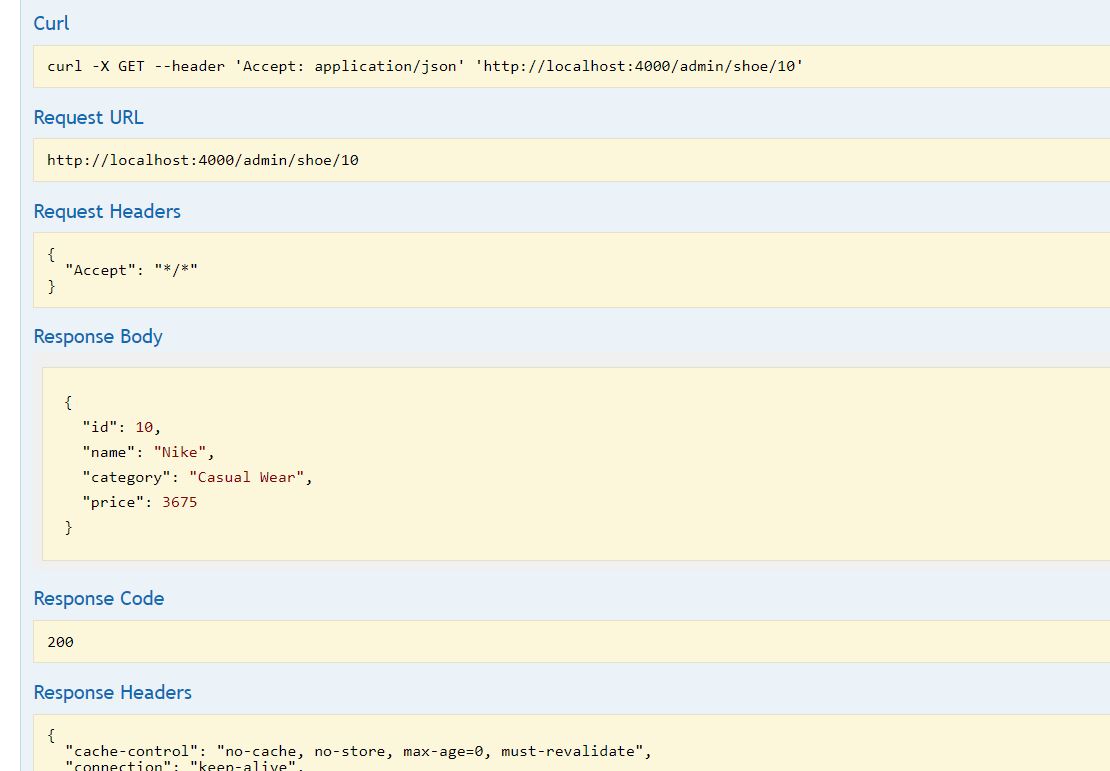 Curl
curl -X GET --header 'Accept: application/json' 'http://localhost:4000/admin/shoe/10'
Request URL
http://localhost:4000/admin/shoe/10
Request Headers
{
  "Accept": "*/*"
}
Response Body
{
  "id": 10,
  "name": "Nike",
  "category": "Casual Wear",
  "price": 3675
}
Response Code
200
Response Headers
{
  "cache-control": "no-cache, no-store, max-age=0, must-revalidate",
  "connection": "keep-alive",